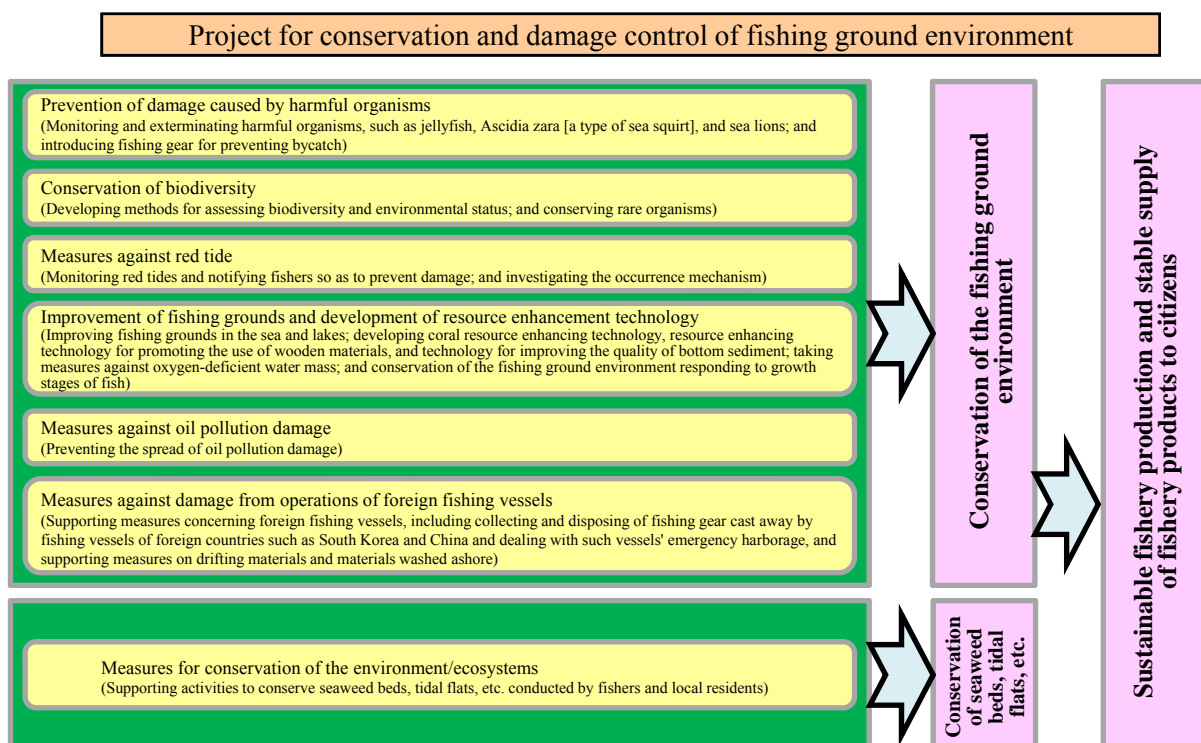 Project for conservation and damage control of fishing ground environment
Prevention of damage caused by harmful organisms
(Monitoring and exterminating harmful organisms, such as jellyfish, Ascidia zara [a type of sea squirt], and sea lions; and
introducing fishing gear for preventing bycatch)
Conservation of biodiversity
(Developing methods for assessing biodiversity and environmental status; and conserving rare organisms)
Measures against red tide
(Monitoring red tides and notifying fishers so as to prevent damage; and investigating the occurrence mechanism)
Improvement of fishing grounds and development of resource enhancement technology
(Improving fishing grounds in the sea and lakes; developing coral resource enhancing technology, resource enhancing
technology for promoting the use of wooden materials, and technology for improving the quality of bottom sediment; taking
measures against oxygen-deficient water mass; and conservation of the fishing ground environment responding to growth
stages of fish)
Measures against oil pollution damage
(Preventing the spread of oil pollution damage)
Measures against damage from operations of foreign fishing vessels
(Supporting measures concerning foreign fishing vessels, including collecting and disposing of fishing gear cast away by
fishing vessels of foreign countries such as South Korea and China and dealing with such vessels' emergency harborage, and
supporting measures on drifting materials and materials washed ashore)
Measures for conservation of the environment/ecosystems
(Supporting activities to conserve seaweed beds, tidal flats, etc. conducted by fishers and local residents)
Conservation of the fishing ground
environment
Conservation
of seaweed
beds, tidal
flats, etc.
Sustainable fishery production and stable supply
of fishery products to citizens